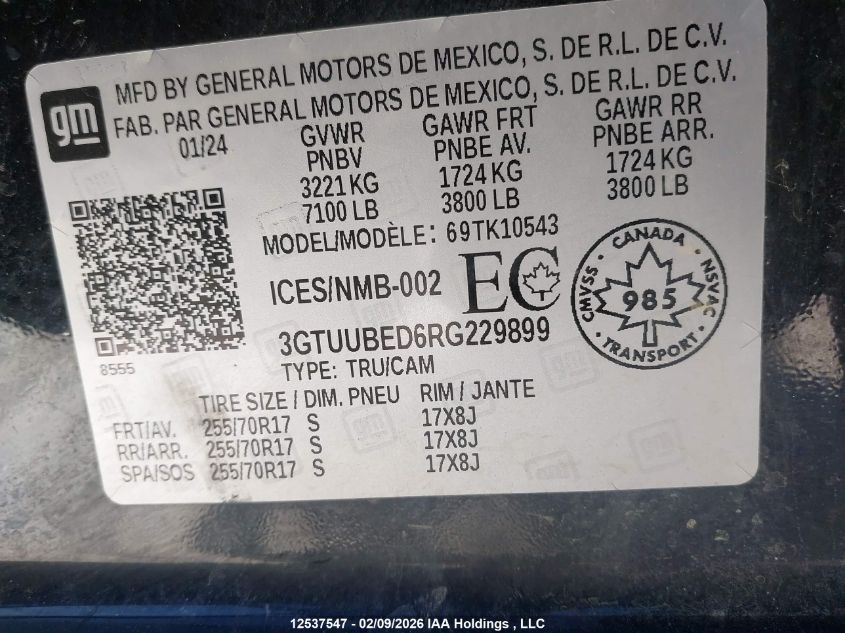 gm
MFD BY GENERAL MOTORS DE MEXICO, S. DE R.L. DE C.V.
FAB. PAR GENERAL MOTORS DE MEXICO, S. DE R.L. DE C.V.
01/24 GVWR GAWR FRT GAWR RR
PNBV PNBE AV. PNBE ARR.
3221 KG 1724 KG 1724 KG
7100 LB 3800 LB 3800 LB
MODEL/MODÈLE: 69TK10543
ICES/NMB-002 EC
CANADA
CMVSS 985 NSVAC
TRANSPORT
3GTUUBED6RG229899
8555
TYPE: TRU/CAM
TIRE SIZE / DIM. PNEU RIM / JANTE
FRT/AV. 255/70R17 S 17X8J
RR/ARR. 255/70R17 S 17X8J
SPA/SOS 255/70R17 S 17X8J
12537547 - 02/09/2026 IAA Holdings , LLC